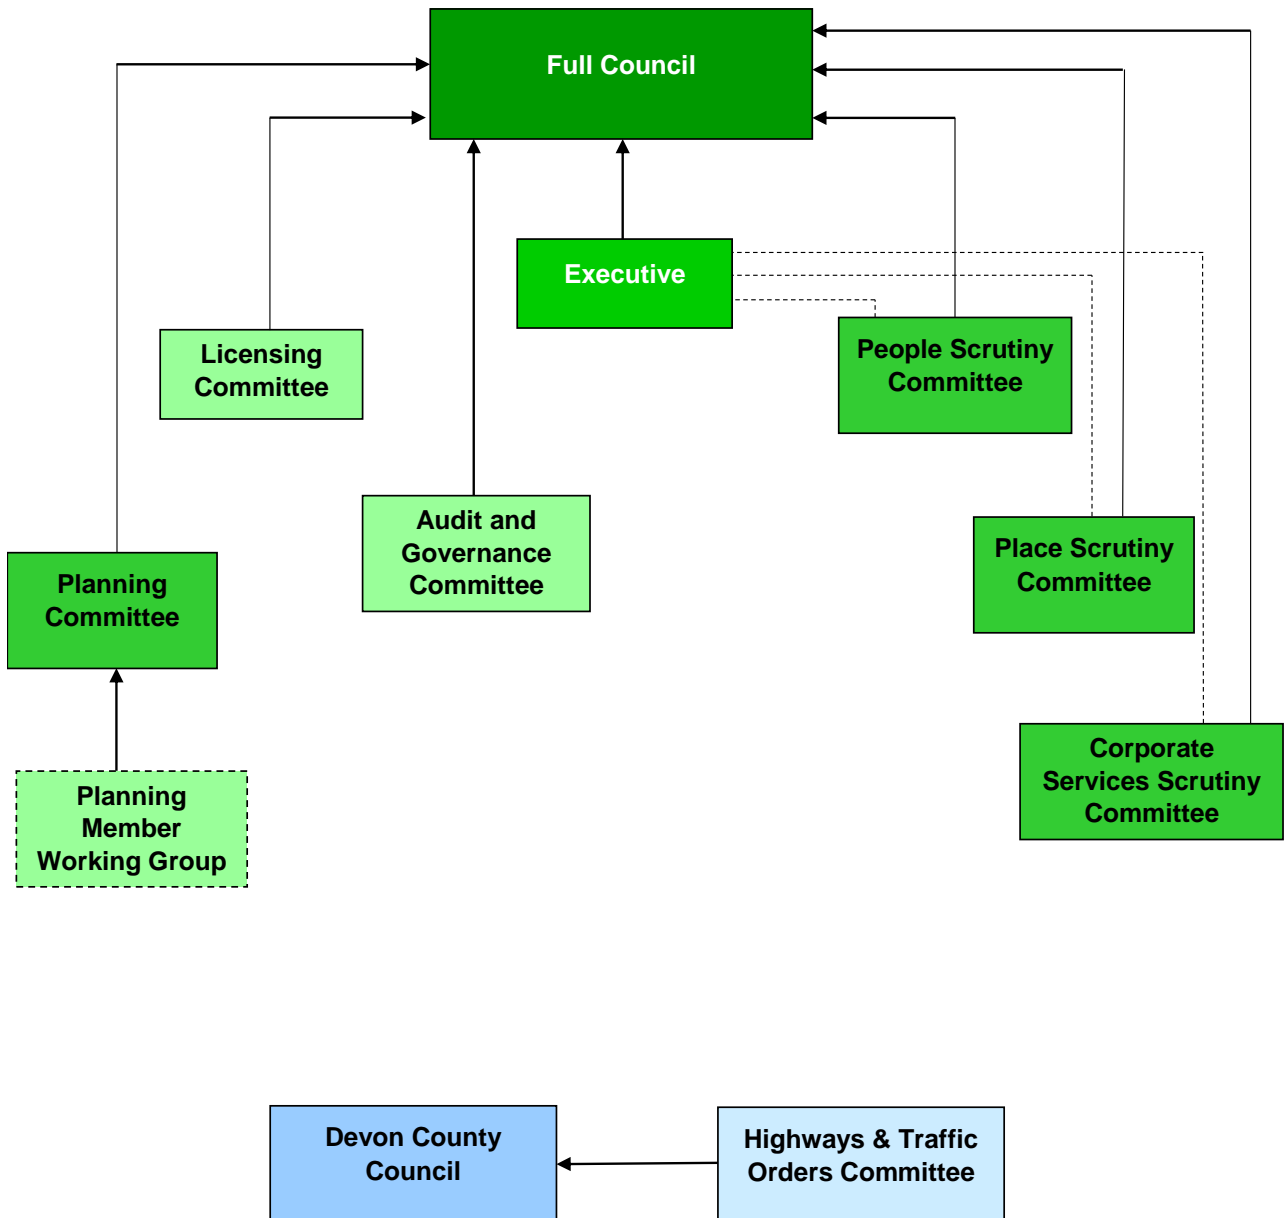 Full Council
Executive
Licensing
Committee
People Scrutiny
Committee
Audit and
Governance
Committee
Place Scrutiny
Committee
Planning
Committee
Corporate
Services Scrutiny
Committee
Planning
Member
Working Group
Devon County
Council
Highways & Traffic
Orders Committee